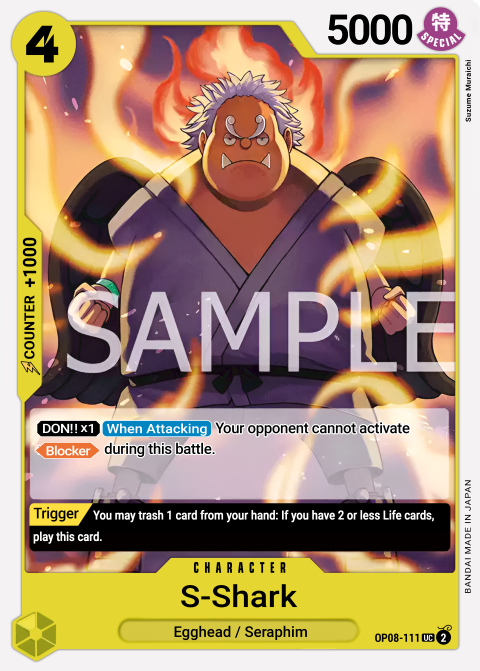 4
5000
特
SPECIAL
Suzume Muraichi
COUNTER +1000
SAMPLE
DON!!×1 When Attacking Your opponent cannot activate
Blocker during this battle.
Trigger You may trash 1 card from your hand: If you have 2 or less Life cards,
play this card.
BANDAI MADE IN JAPAN
CHARACTER
S-Shark
Egghead / Seraphim
OP08-111 UC 2